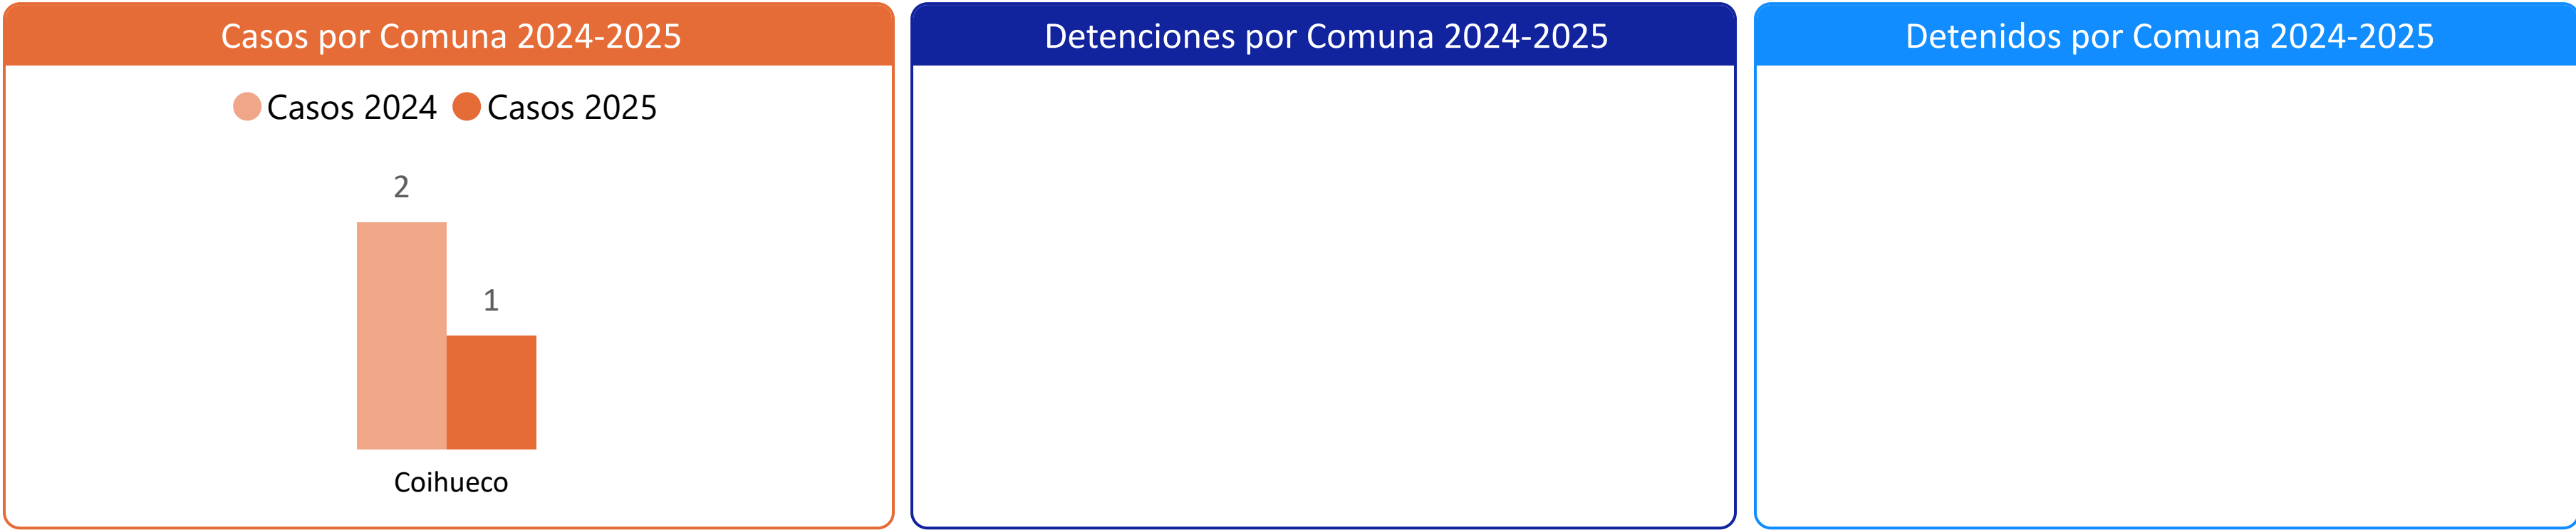 Casos por Comuna 2024-2025
Casos 2024 Casos 2025
2
1
Coihueco
Detenciones por Comuna 2024-2025
Detenidos por Comuna 2024-2025